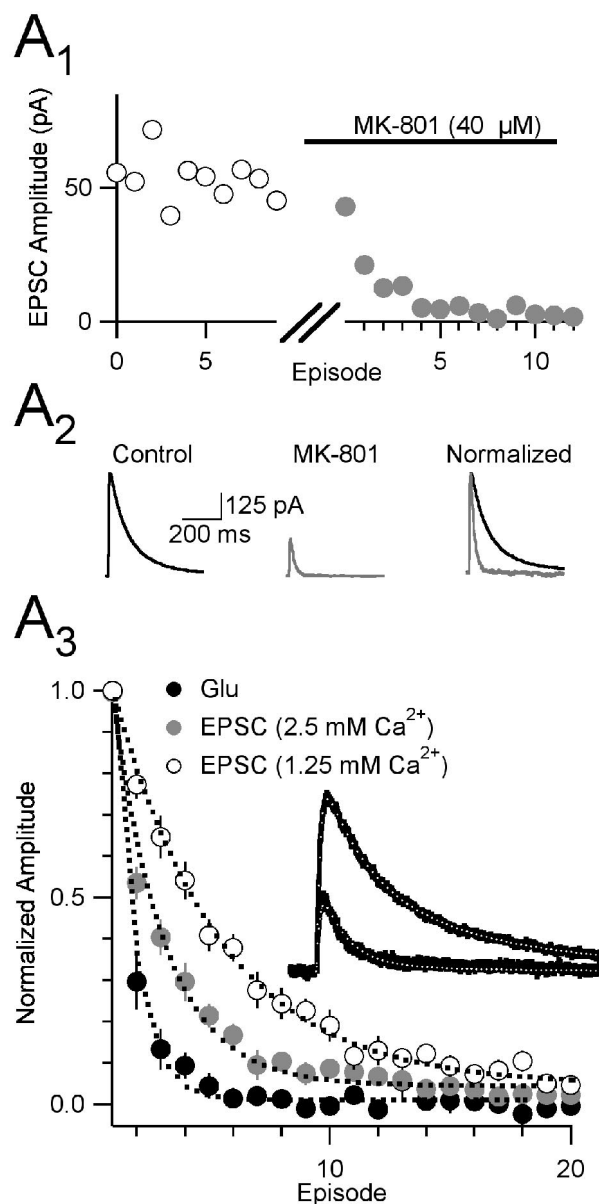 A1
EPSC Amplitude (pA)
MK-801 (40 µM)
50
0
0 5 5 10
Episode
A2
Control MK-801 Normalized
125 pA
200 ms
A3
Normalized Amplitude
1.0
0.5
0.0
Glu
EPSC (2.5 mM Ca2+)
EPSC (1.25 mM Ca2+)
10 20
Episode